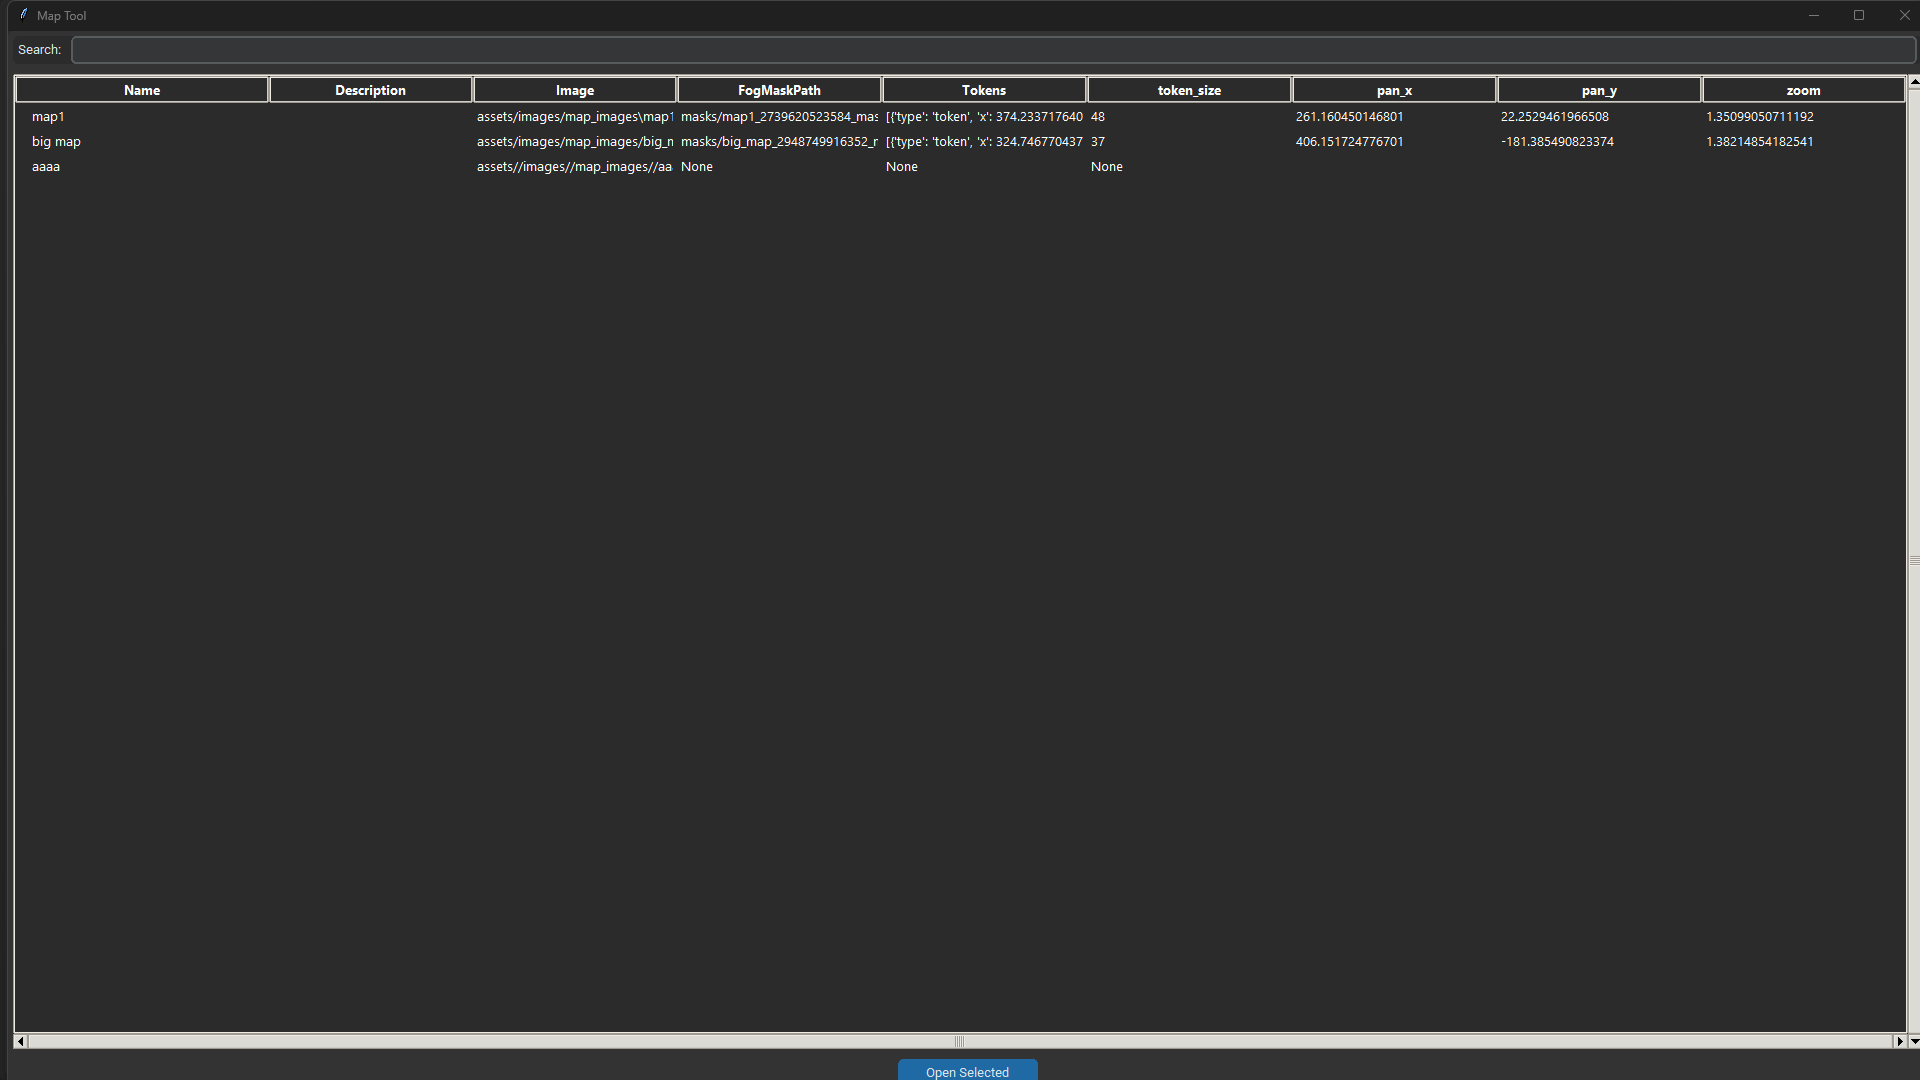 Map Tool
Search:
Name Description Image FogMaskPath Tokens token_size pan_x pan_y zoom
map1 assets/images/map_images\map1 masks/map1_2739620523584_mas [{'type': 'token', 'x': 374.233717640 48 261.160450146801 22.2529461966508 1.35099050711192
big map assets/images/map_images/big_m masks/big_map_2948749916352_m [{'type': 'token', 'x': 324.746770437 37 406.151724776701 -181.385490823374 1.38214854182541
aaaa assets//images//map_images//aa None None None
Open Selected